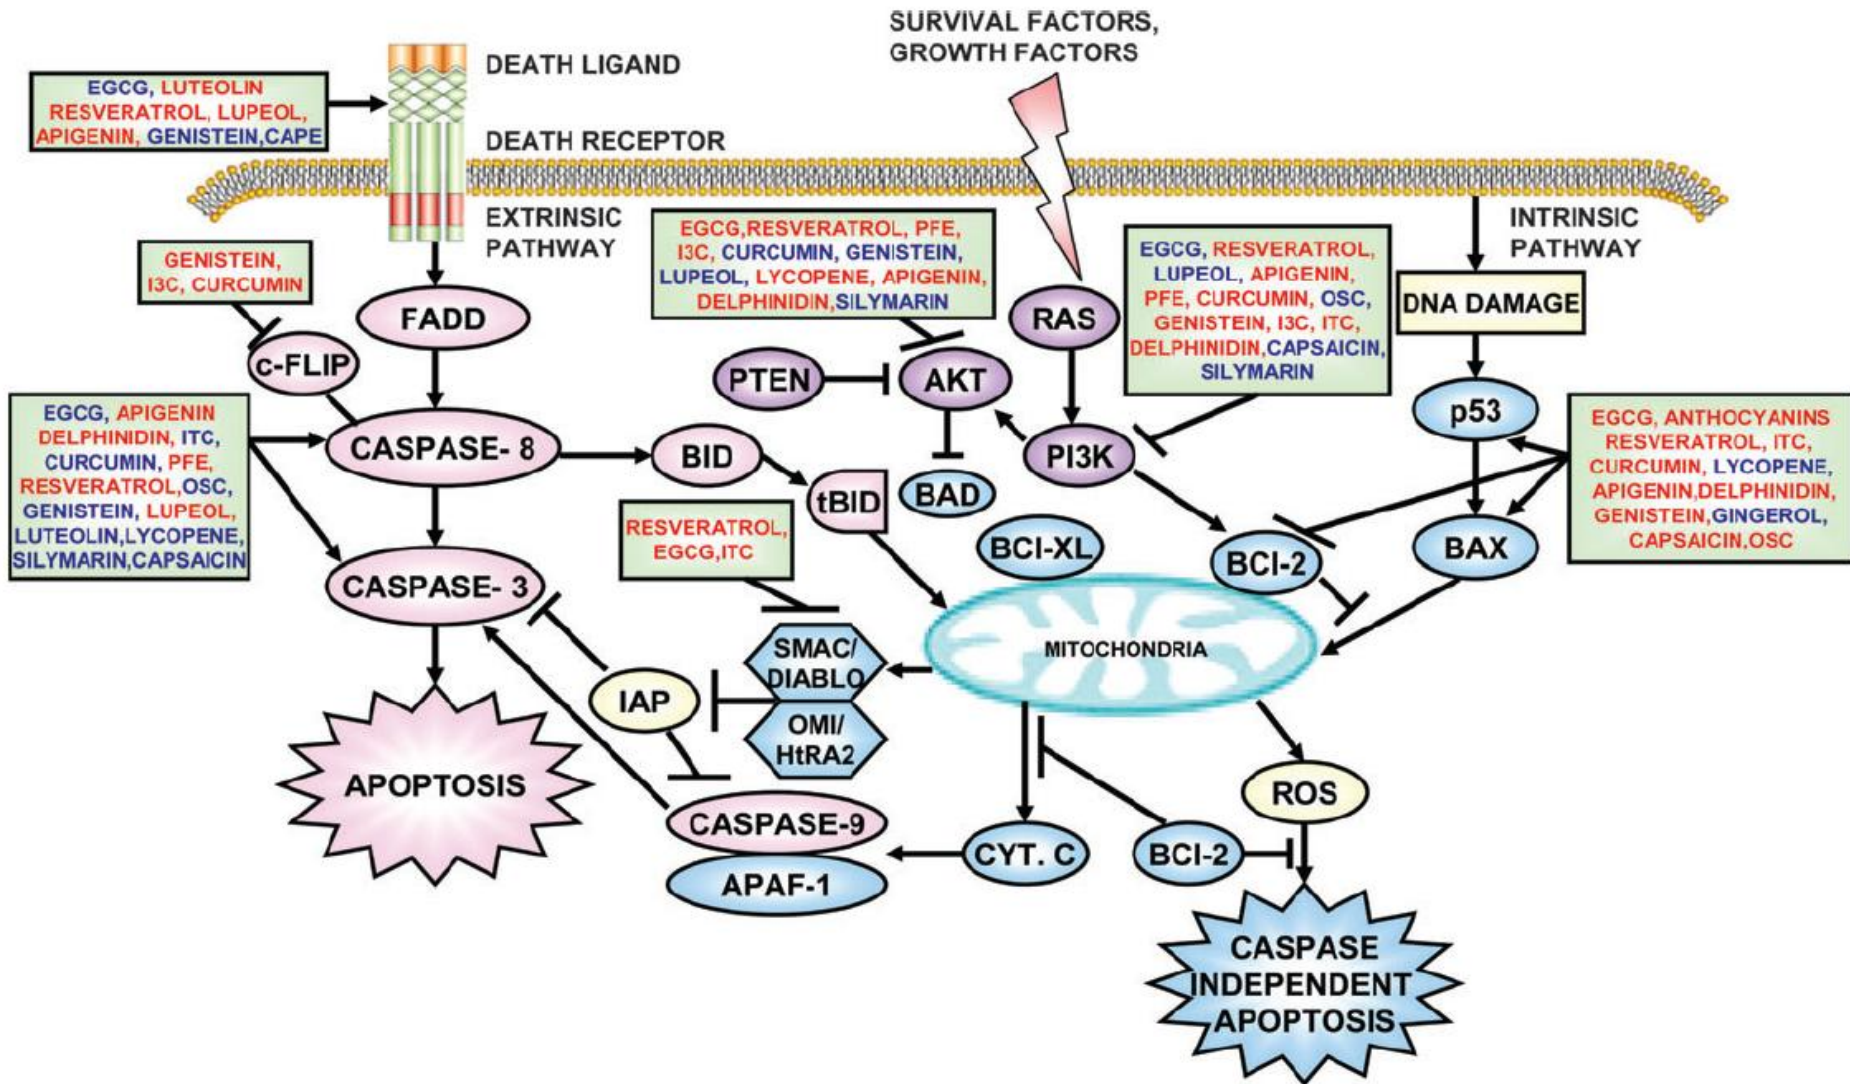 SURVIVAL FACTORS,
GROWTH FACTORS
DEATH LIGAND
EGCG, LUTEOLIN
RESVERATROL, LUPEOL,
APIGENIN, GENISTEIN,CAPE
DEATH RECEPTOR
EXTRINSIC
PATHWAY
INTRINSIC
PATHWAY
GENISTEIN,
I3C, CURCUMIN
EGCG,RESVERATROL, PFE,
I3C, CURCUMIN, GENISTEIN,
LUPEOL, LYCOPENE, APIGENIN,
DELPHINIDIN,SILYMARIN
EGCG, RESVERATROL,
LUPEOL, APIGENIN,
PFE, CURCUMIN, OSC,
GENISTEIN, I3C, ITC,
DELPHINIDIN,CAPSAICIN,
SILYMARIN
DNA DAMAGE
FADD
RAS
c-FLIP
PTEN
AKT
p53
EGCG, APIGENIN
DELPHINIDIN, ITC,
CURCUMIN, PFE,
RESVERATROL,OSC,
GENISTEIN, LUPEOL,
LUTEOLIN,LYCOPENE,
SILYMARIN,CAPSAICIN
CASPASE- 8
BID
PI3K
EGCG, ANTHOCYANINS
RESVERATROL, ITC,
CURCUMIN, LYCOPENE,
APIGENIN,DELPHINIDIN,
GENISTEIN,GINGEROL,
CAPSAICIN,OSC
tBID
BAD
RESVERATROL,
EGCG,ITC
BCI-XL
BCI-2
BAX
CASPASE- 3
MITOCHONDRIA
SMAC/
DIABLO
IAP
OMI/
HtRA2
APOPTOSIS
ROS
CASPASE-9
CYT. C
BCI-2
APAF-1
CASPASE
INDEPENDENT
APOPTOSIS